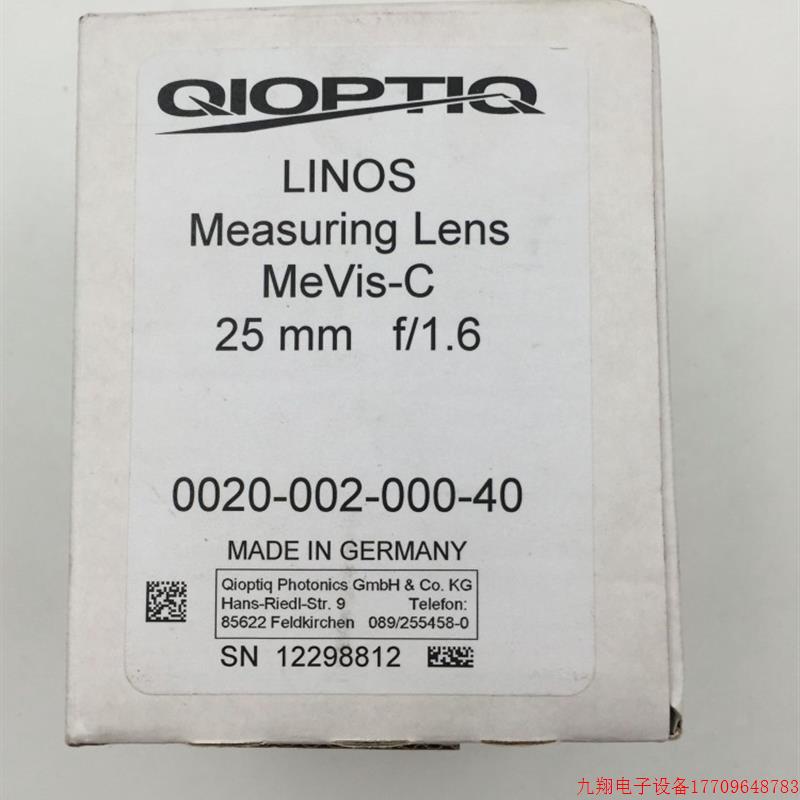 QIOPTIQ
LINOS
Measuring Lens
MeVis-C
25 mm f/1.6
0020-002-000-40
MADE IN GERMANY
Qioptiq Photonics GmbH & Co. KG
Hans-Riedl-Str. 9 Telefon:
85622 Feldkirchen 089/255458-0
SN 12298812
九翔电子设备17709648783